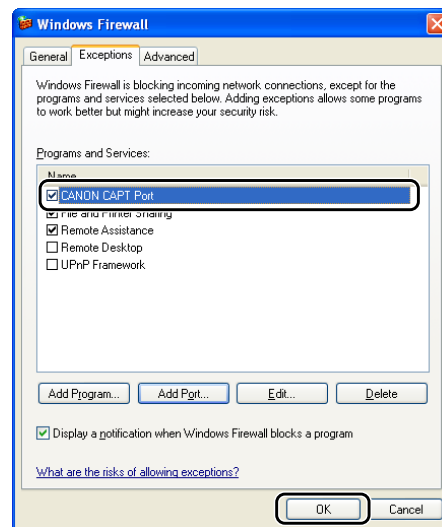 Windows Firewall
General Exceptions Advanced
Windows Firewall is blocking incoming network connections, except for the
programs and services selected below. Adding exceptions allows some programs
to work better but might increase your security risk.
Programs and Services:
Name
CANON CAPT Port
File and Printer Sharing
Remote Assistance
Remote Desktop
UPnP Framework
Add Program... Add Port... Edit... Delete
Display a notification when Windows Firewall blocks a program
What are the risks of allowing exceptions?
OK Cancel